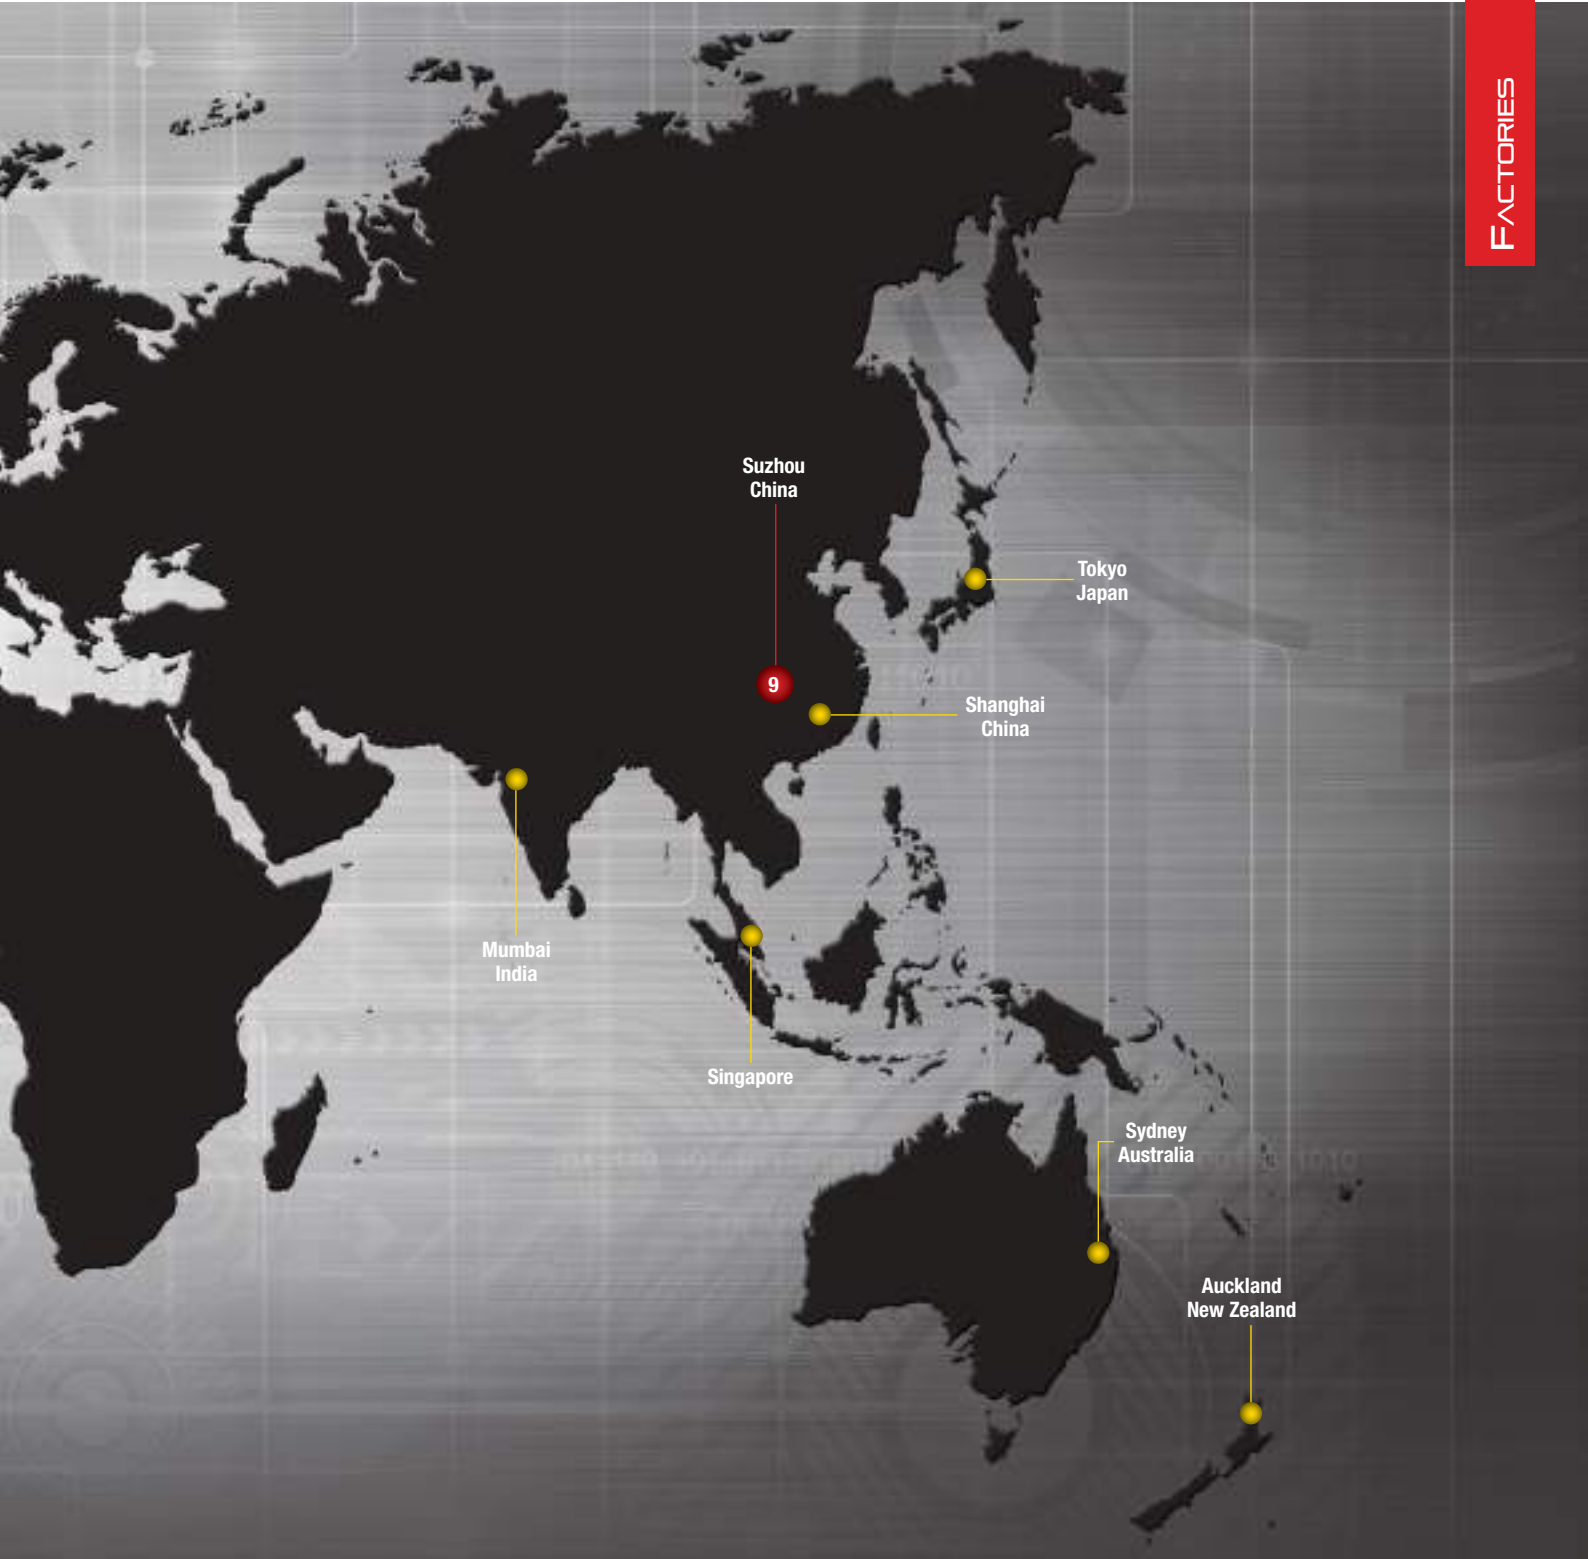 FACTORIES
Suzhou
China
9
Tokyo
Japan
Shanghai
China
Mumbai
India
Singapore
Sydney
Australia
Auckland
New Zealand